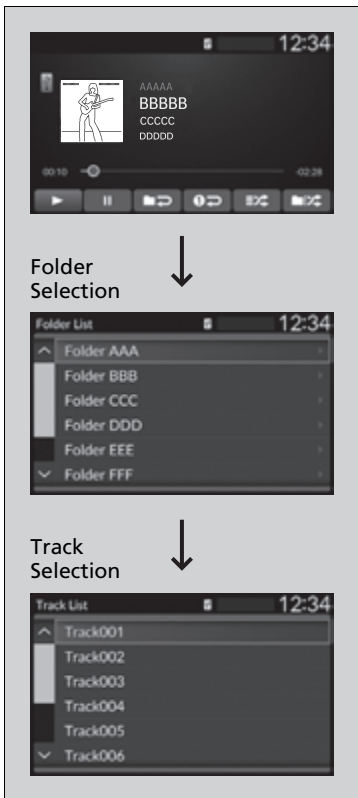 12:34
AAAAA
BBBBB
CCCCC
DDDDD
00:10 -02:28
Folder
Selection
Folder List 12:34
Folder AAA
Folder BBB
Folder CCC
Folder DDD
Folder EEE
Folder FFF
Track
Selection
Track List 12:34
Track001
Track002
Track003
Track004
Track005
Track006